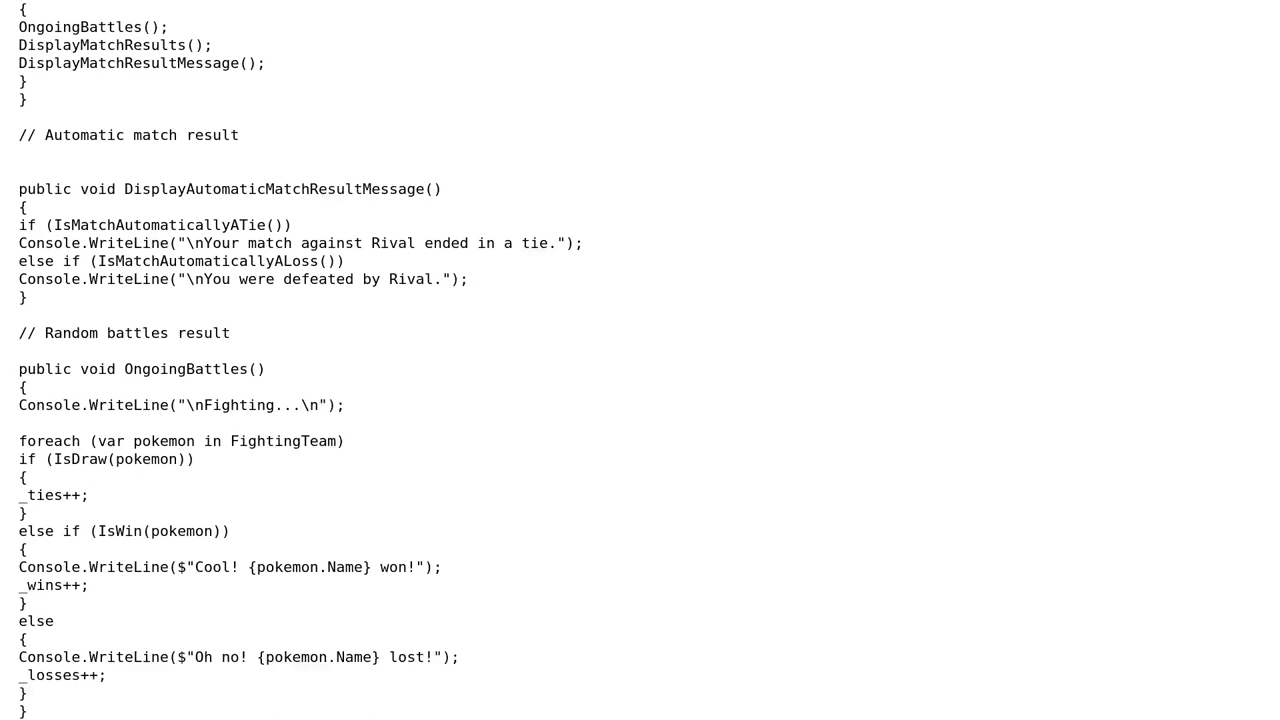 {
OngoingBattles();
DisplayMatchResults();
DisplayMatchResultMessage();
}
}
// Automatic match result
public void DisplayAutomaticMatchResultMessage()
{
if (IsMatchAutomaticallyATie())
Console.WriteLine("\nYour match against Rival ended in a tie.");
else if (IsMatchAutomaticallyALoss())
Console.WriteLine("\nYou were defeated by Rival.");
}
// Random battles result
public void OngoingBattles()
{
Console.WriteLine("\nFighting...\n");
foreach (var pokemon in FightingTeam)
if (IsDraw(pokemon))
{
_ties++;
}
else if (IsWin(pokemon))
{
Console.WriteLine($"Cool! {pokemon.Name} won!");
_wins++;
}
else
{
Console.WriteLine($"Oh no! {pokemon.Name} lost!");
_losses++;
}
}